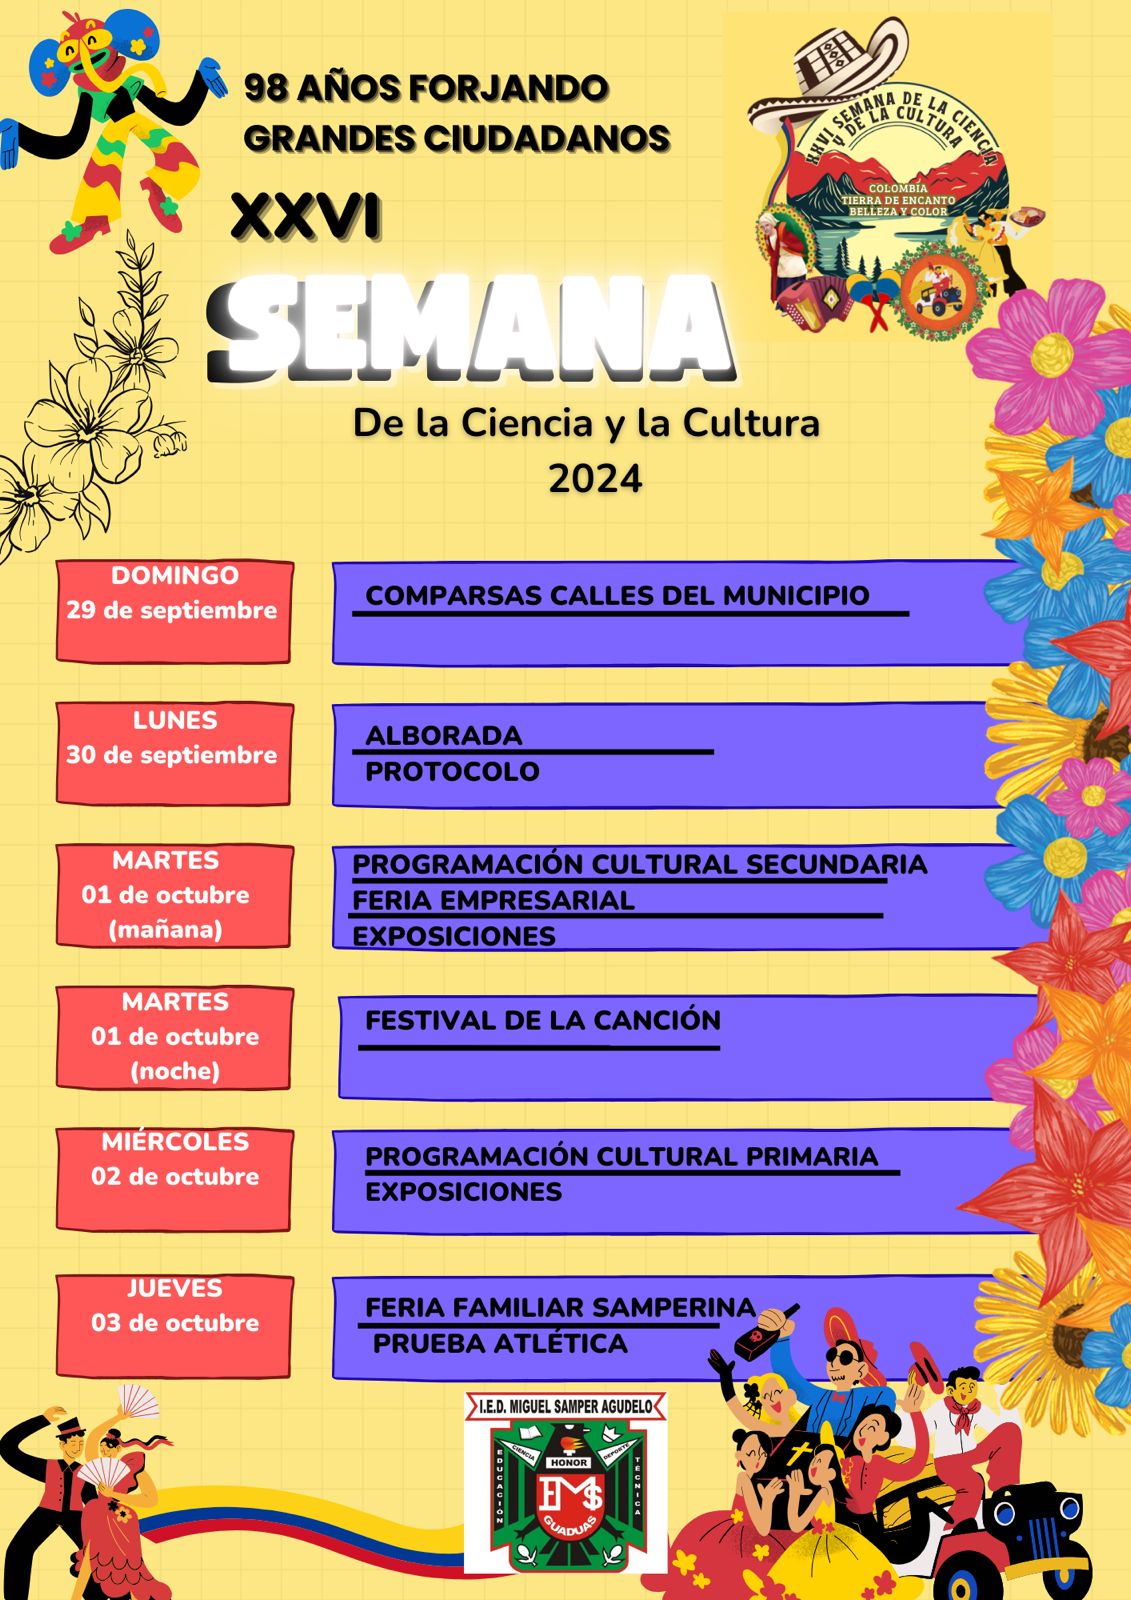 98 AÑOS FORJANDO
GRANDES CIUDADANOS
XXVI
SEMANA
De la Ciencia y la Cultura
2024
XXVI SEMANA DE LA CIENCIA
Y DE LA CULTURA
COLOMBÍA
TIERRA DE ENCANTO
BELLEZA Y COLOR
DOMINGO
29 de septiembre
COMPARSAS CALLES DEL MUNICIPIO
LUNES
30 de septiembre
ALBORADA
PROTOCOLO
MARTES
01 de octubre
(mañana)
PROGRAMACIÓN CULTURAL SECUNDARIA
FERIA EMPRESARIAL
EXPOSICIONES
MARTES
01 de octubre
(noche)
FESTIVAL DE LA CANCIÓN
MIÉRCOLES
02 de octubre
PROGRAMACIÓN CULTURAL PRIMARIA
EXPOSICIONES
JUEVES
03 de octubre
FERIA FAMILIAR SAMPERINA
PRUEBA ATLÉTICA
I.E.D. MIGUEL SAMPER AGUDELO
EDUCACIÓN
CIENCIA
HONOR
DEPORTE
TÉCNICA
EMS
GUADUAS